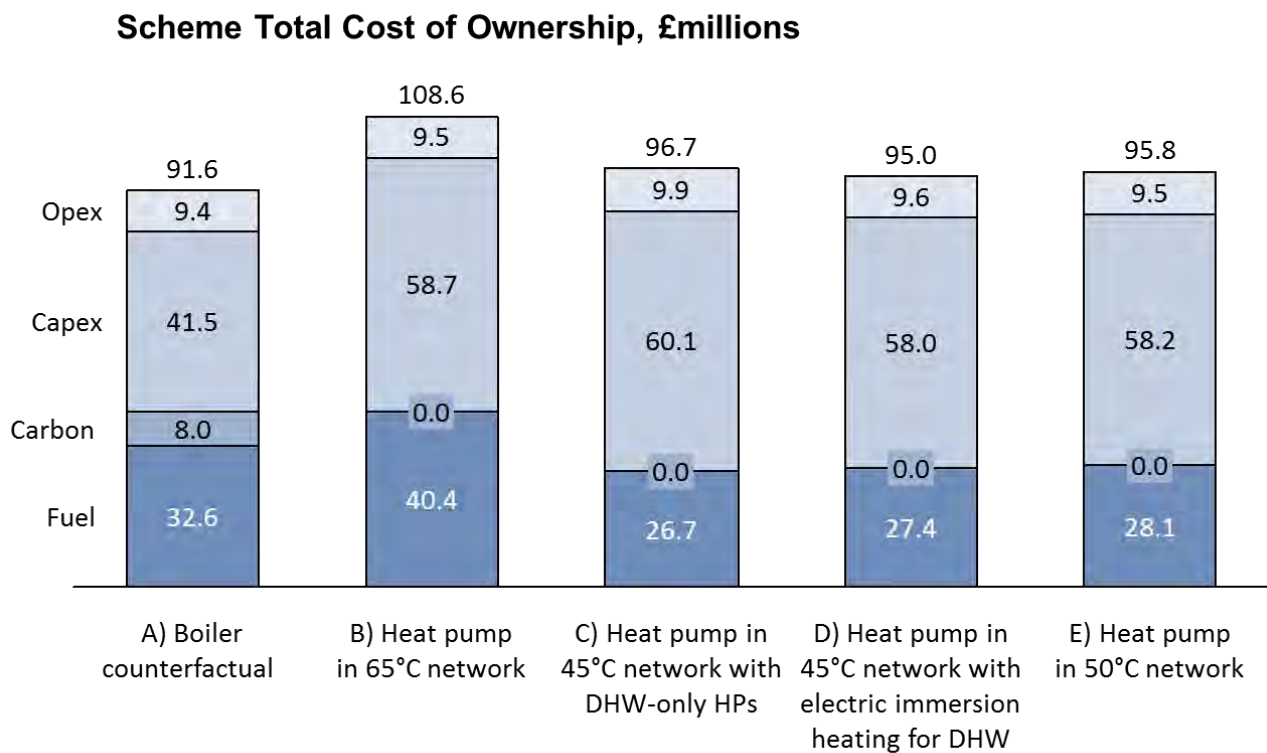 Scheme Total Cost of Ownership, £millions
108.6
9.5
96.7
95.8
95.0
91.6
9.9
9.6
9.5
Opex
9.4
58.7
Capex
41.5
60.1
58.0
58.2
0.0
Carbon
8.0
0.0
0.0
0.0
40.4
Fuel
32.6
26.7
27.4
28.1
A) Boiler
counterfactual
B) Heat pump
in 65°C network
C) Heat pump in
45°C network with
DHW-only HPs
D) Heat pump in
45°C network with
electric immersion
heating for DHW
E) Heat pump
in 50°C network